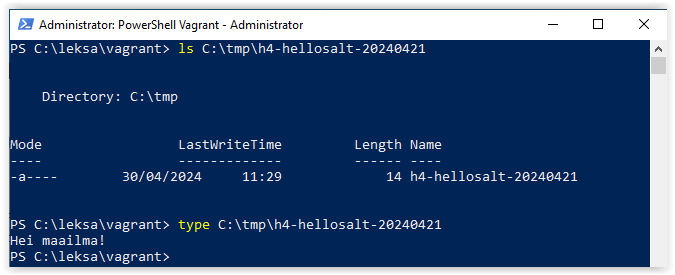 Administrator: PowerShell Vagrant - Administrator
PS C:\leksa\vagrant> ls C:\tmp\h4-hellosalt-20240421
Directory: C:\tmp
Mode                 LastWriteTime         Length Name
----                 -------------         ------ ----
-a----        30/04/2024     11:29             14 h4-hellosalt-20240421
PS C:\leksa\vagrant> type C:\tmp\h4-hellosalt-20240421
Hei maailma!
PS C:\leksa\vagrant>